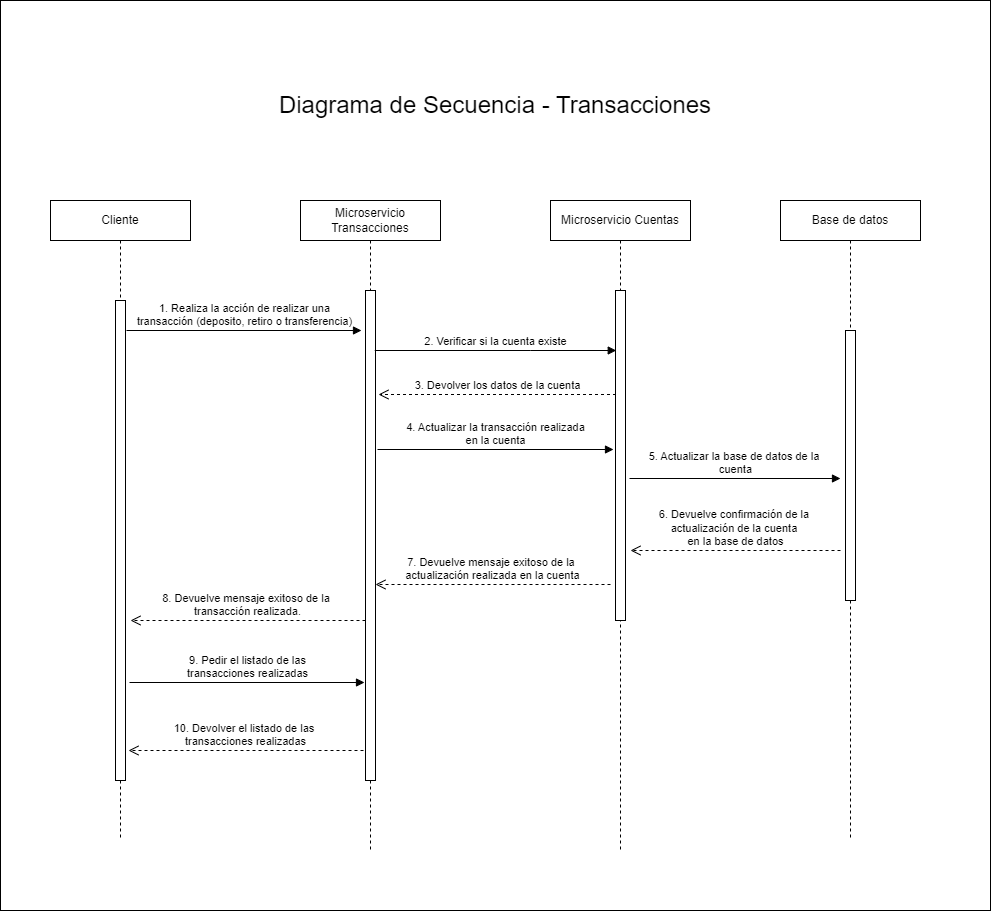 Diagrama de Secuencia - Transacciones
Cliente
Microservicio
Transacciones
Microservicio Cuentas
Base de datos
1. Realiza la acción de realizar una
transacción (deposito, retiro o transferencia)
2. Verificar si la cuenta existe
3. Devolver los datos de la cuenta
4. Actualizar la transacción realizada
en la cuenta
5. Actualizar la base de datos de la
cuenta
6. Devuelve confirmación de la
actualización de la cuenta
en la base de datos
7. Devuelve mensaje exitoso de la
actualización realizada en la cuenta
8. Devuelve mensaje exitoso de la
transacción realizada.
9. Pedir el listado de las
transacciones realizadas
10. Devolver el listado de las
transacciones realizadas